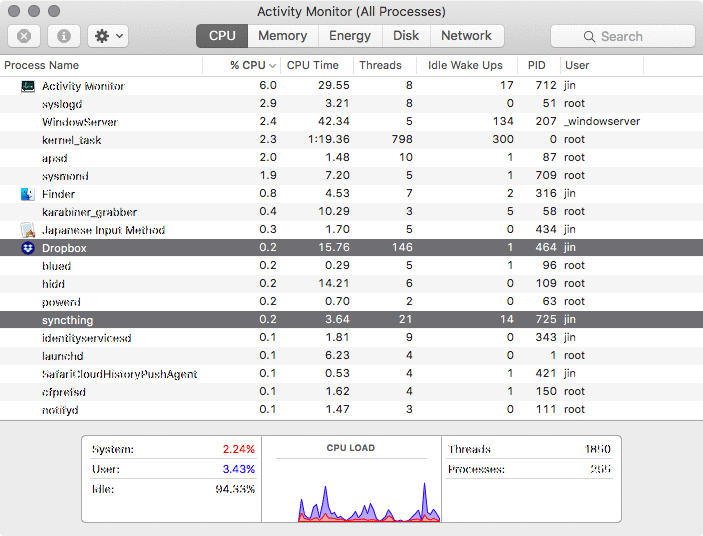 Activity Monitor (All Processes)
CPU Memory Energy Disk Network Search
Process Name % CPU CPU Time Threads Idle Wake Ups PID User
Activity Monitor 6.0 29.55 8 17 712 jin
syslogd 2.9 3.21 8 0 51 root
WindowServer 2.4 42.34 5 134 207 _windowserver
kernel_task 2.3 1:19.36 798 300 0 root
apsd 2.0 1.48 10 1 87 root
sysmond 1.9 7.20 5 1 709 root
Finder 0.8 4.53 7 2 316 jin
karabiner_grabber 0.4 10.29 3 5 58 root
Japanese Input Method 0.3 1.70 5 0 434 jin
Dropbox 0.2 15.76 146 1 464 jin
blued 0.2 0.29 5 1 96 root
hidd 0.2 14.21 6 0 109 root
powerd 0.2 0.70 2 0 63 root
syncthing 0.2 3.64 21 14 725 jin
identityservicesd 0.1 1.81 9 0 343 jin
launchd 0.1 6.23 4 0 1 root
SafariCloudHistoryPushAgent 0.1 0.53 4 1 421 jin
cfprefsd 0.1 1.62 4 1 150 root
notifyd 0.1 1.47 3 0 111 root
System: 2.24% CPU LOAD Threads 1850
User: 3.43% Processes: 255
Idle: 94.33%